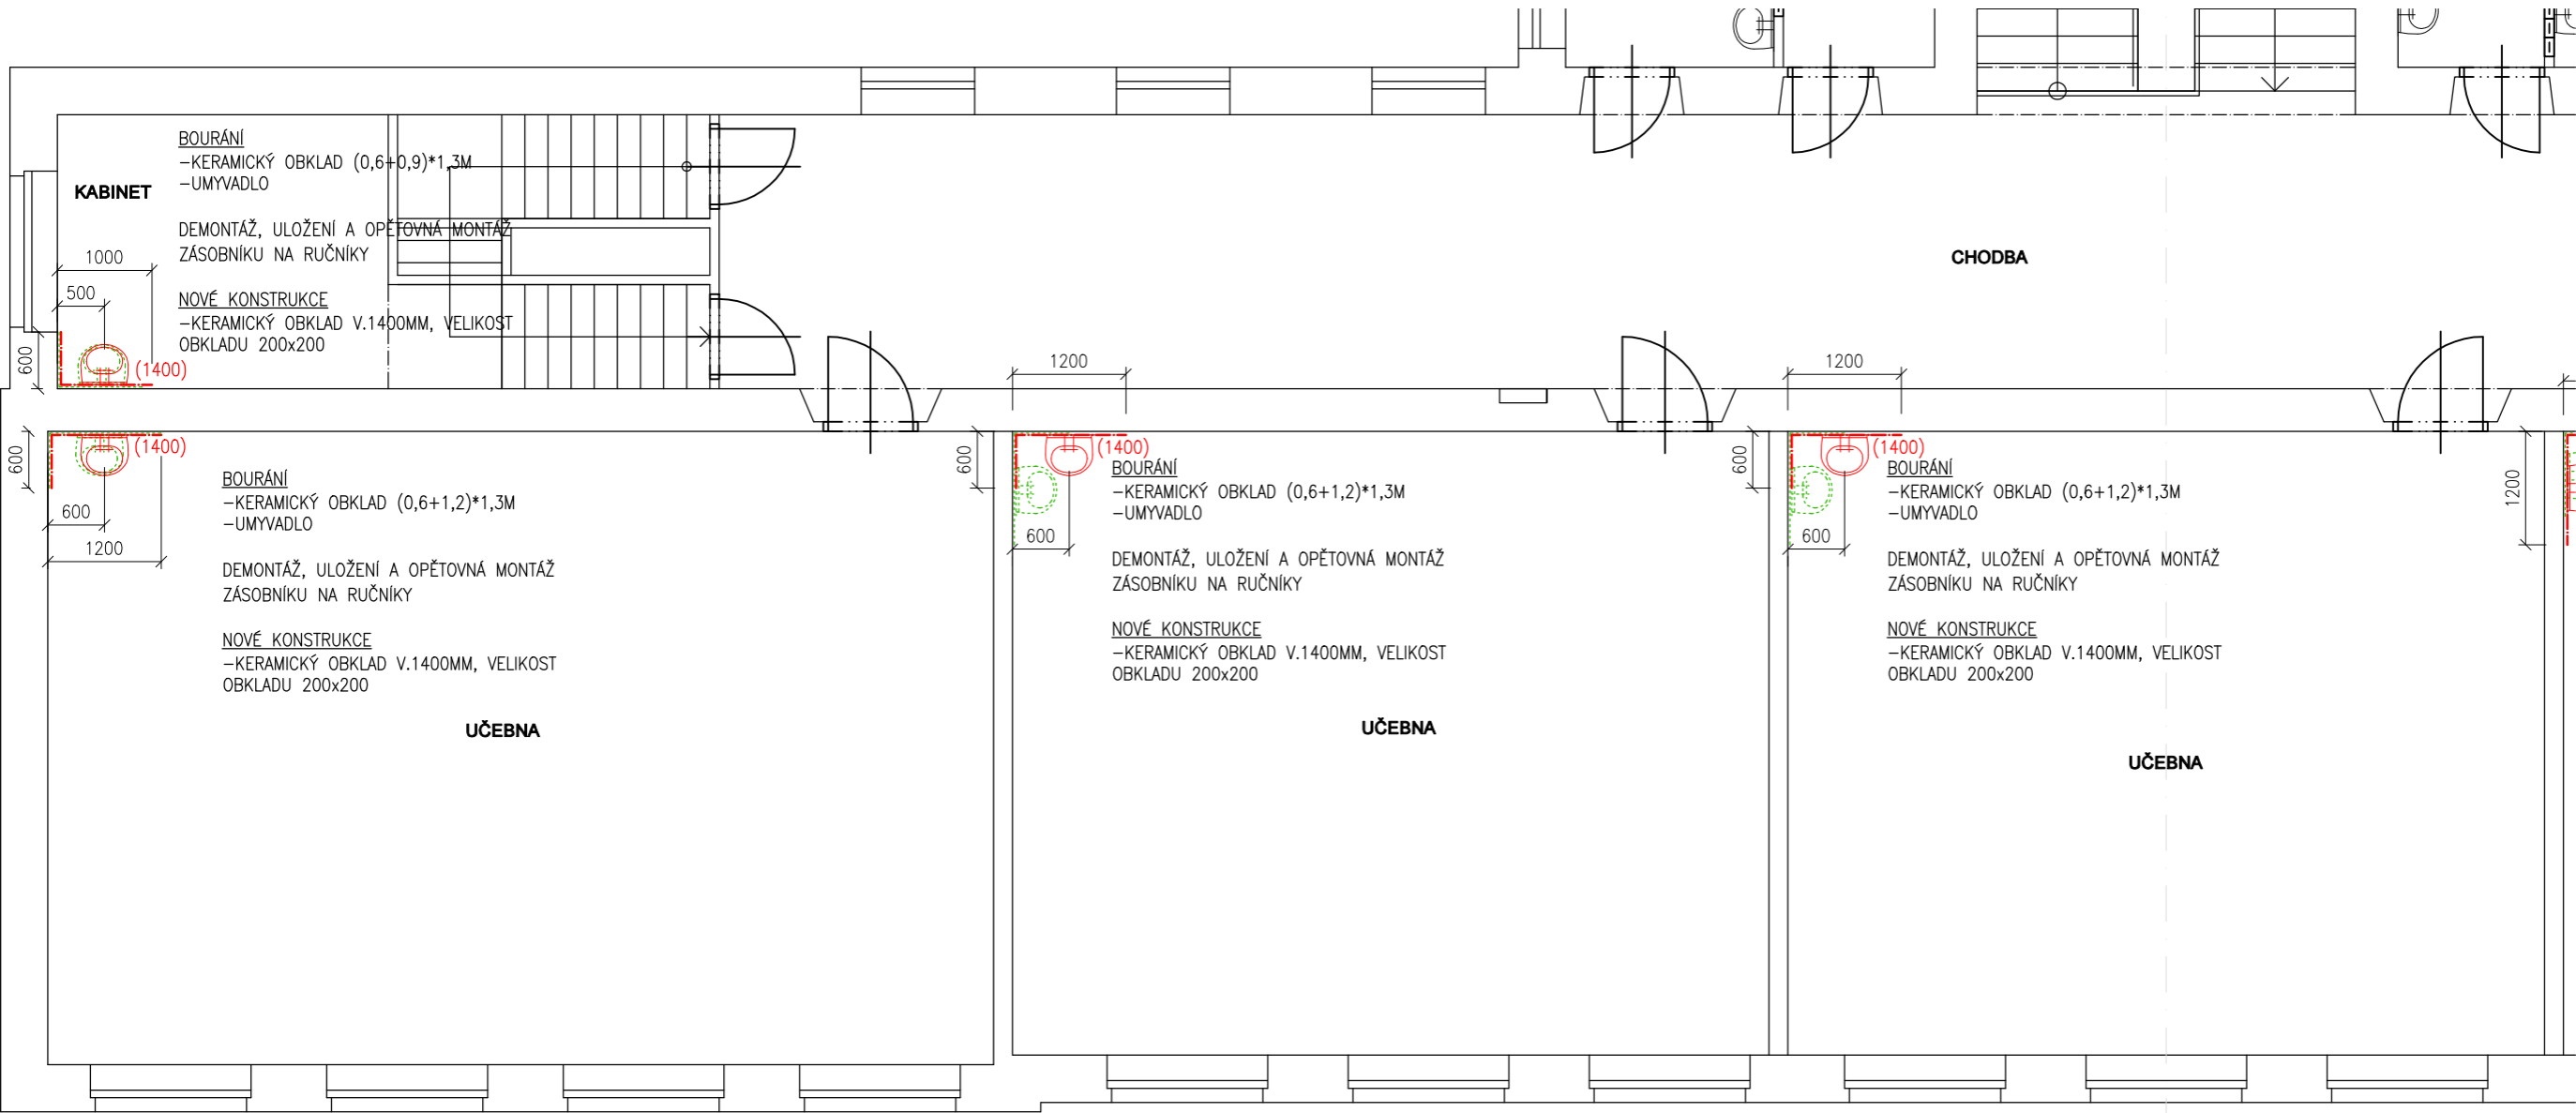 BOURÁNÍ
-KERAMICKÝ OBKLAD (0,6+0,9)*1,3M
-UMYVADLO
KABINET
DEMONTÁŽ, ULOŽENÍ A OPĚTOVNÁ MONTÁŽ
ZÁSOBNÍKU NA RUČNÍKY
1000
500
NOVÉ KONSTRUKCE
-KERAMICKÝ OBKLAD V.1400MM, VELIKOST
OBKLADU 200x200
600
(1400)
CHODBA
1200
1200
600
(1400)
600
1200
BOURÁNÍ
-KERAMICKÝ OBKLAD (0,6+1,2)*1,3M
-UMYVADLO
DEMONTÁŽ, ULOŽENÍ A OPĚTOVNÁ MONTÁŽ
ZÁSOBNÍKU NA RUČNÍKY
NOVÉ KONSTRUKCE
-KERAMICKÝ OBKLAD V.1400MM, VELIKOST
OBKLADU 200x200
UČEBNA
600
(1400)
600
BOURÁNÍ
-KERAMICKÝ OBKLAD (0,6+1,2)*1,3M
-UMYVADLO
DEMONTÁŽ, ULOŽENÍ A OPĚTOVNÁ MONTÁŽ
ZÁSOBNÍKU NA RUČNÍKY
NOVÉ KONSTRUKCE
-KERAMICKÝ OBKLAD V.1400MM, VELIKOST
OBKLADU 200x200
UČEBNA
600
(1400)
600
BOURÁNÍ
-KERAMICKÝ OBKLAD (0,6+1,2)*1,3M
-UMYVADLO
DEMONTÁŽ, ULOŽENÍ A OPĚTOVNÁ MONTÁŽ
ZÁSOBNÍKU NA RUČNÍKY
NOVÉ KONSTRUKCE
-KERAMICKÝ OBKLAD V.1400MM, VELIKOST
OBKLADU 200x200
UČEBNA
1200